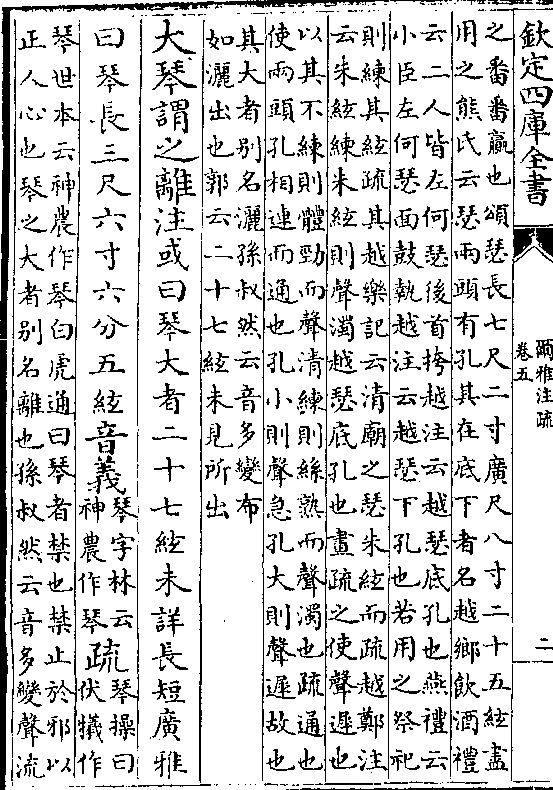 欽定四庫全書
爾雅注疏
卷五
二
之番番贏也頌瑟長七尺二寸廣尺八寸二十五絃盡
用之熊氏云瑟兩頭有孔其在底下者名越鄉飲酒禮
云二人皆左何瑟後首挎越注云越瑟底孔也燕禮云
小臣左何瑟面鼓執越注云越瑟下孔也若用之祭祀
則練其絃疏其越樂記云清廟之瑟朱絃而疏越鄭注
云朱絃練朱絃則聲濁越瑟底孔也畫疏之使聲遲也
以其不練則體勁而聲清練則絲熟而聲濁也疏通也
使兩頭孔相連而通也孔小則聲急孔大則聲遲故也
其大者别名灑孫叔然云音多變布
如灑出也郭云二十七絃未見所出
大琴謂之離注或曰琴大者二十七絃未詳長短廣雅
曰琴長三尺六寸六分五絃音義琴字林云神農作琴疏琴操曰伏犧作
琴世本云神農作琴白虎通曰琴者禁也禁止於邪以
正人心也琴之大者别名離也孫叔然云音多變聲流